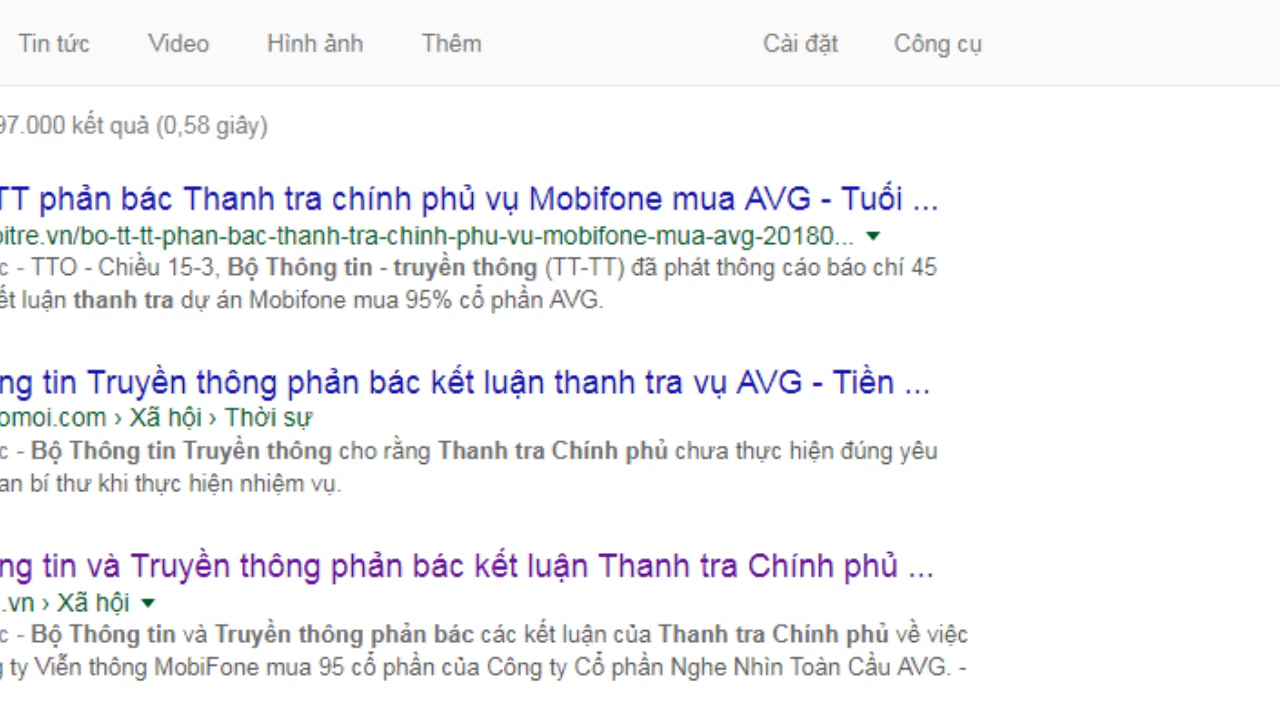 Tin tức Video Hình ảnh Thêm Cài đặt Công cụ
97.000 kết quả (0,58 giây)
TT phản bác Thanh tra chính phủ vụ Mobifone mua AVG - Tuổi ...
oitre.vn/bo-tt-tt-phan-bac-thanh-tra-chinh-phu-vu-mobifone-mua-avg-20180...
c - TTO - Chiều 15-3, Bộ Thông tin - truyền thông (TT-TT) đã phát thông cáo báo chí 45
ết luận thanh tra dự án Mobifone mua 95% cổ phần AVG.
ng tin Truyền thông phản bác kết luận thanh tra vụ AVG - Tiền ...
omoi.com › Xã hội › Thời sự
c - Bộ Thông tin Truyền thông cho rằng Thanh tra Chính phủ chưa thực hiện đúng yêu
an bí thư khi thực hiện nhiệm vụ.
ng tin và Truyền thông phản bác kết luận Thanh tra Chính phủ ...
.vn › Xã hội
c - Bộ Thông tin và Truyền thông phản bác các kết luận của Thanh tra Chính phủ về việc
g ty Viễn thông MobiFone mua 95 cổ phần của Công ty Cổ phần Nghe Nhìn Toàn Cầu AVG. -